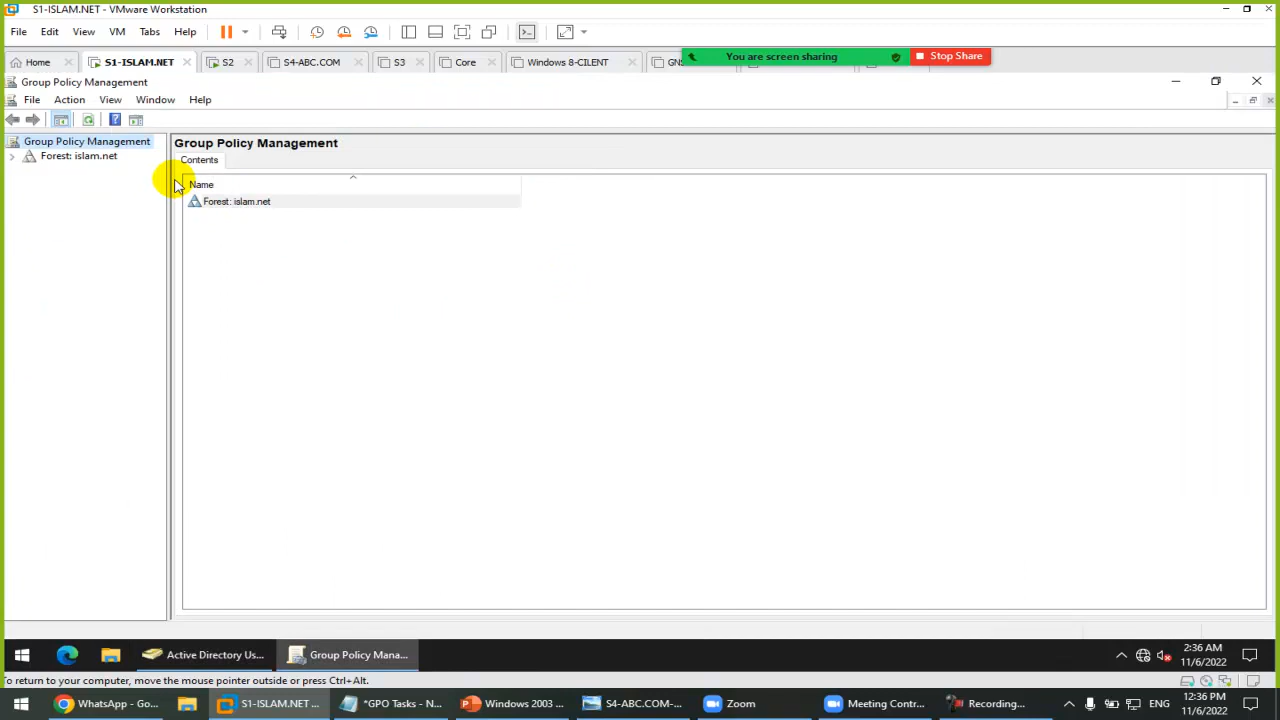 S1-ISLAM.NET - VMware Workstation
File Edit View VM Tabs Help
Home S1-ISLAM.NET S2 S4-ABC.COM S3 Core Windows 8-CILENT
You are screen sharing Stop Share
Group Policy Management
File Action View Window Help
Group Policy Management
Forest: islam.net
Group Policy Management
Contents
Name
Forest: islam.net
Active Directory Us... Group Policy Mana...
2:36 AM
11/6/2022
To return to your computer, move the mouse pointer outside or press Ctrl+Alt.
WhatsApp - Go... S1-ISLAM.NET ... *GPO Tasks - N... Windows 2003 ... S4-ABC.COM-... Zoom Meeting Contr... Recording... ENG
12:36 PM
11/6/2022